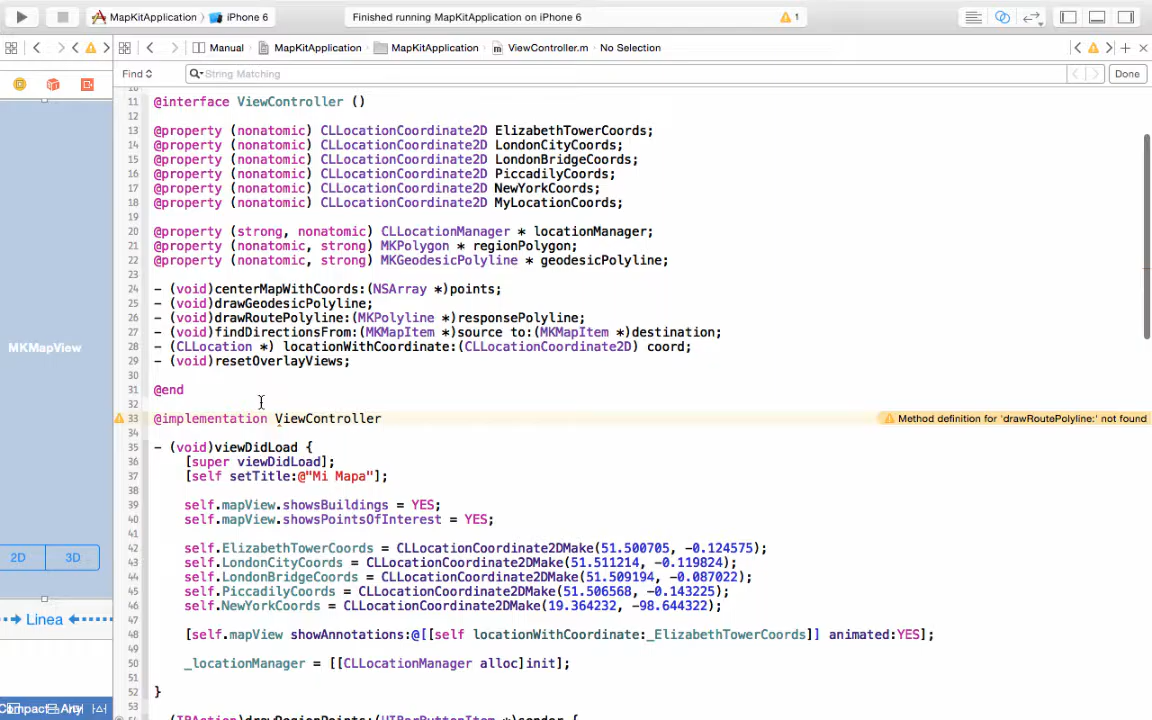 MapKitApplication iPhone 6
Finished running MapKitApplication on iPhone 6
1
Manual MapKitApplication MapKitApplication ViewController.m No Selection
Find String Matching Done
11 @interface ViewController ()
12
13 @property (nonatomic) CLLocationCoordinate2D ElizabethTowerCoords;
14 @property (nonatomic) CLLocationCoordinate2D LondonCityCoords;
15 @property (nonatomic) CLLocationCoordinate2D LondonBridgeCoords;
16 @property (nonatomic) CLLocationCoordinate2D PiccadilyCoords;
17 @property (nonatomic) CLLocationCoordinate2D NewYorkCoords;
18 @property (nonatomic) CLLocationCoordinate2D MyLocationCoords;
19
20 @property (strong, nonatomic) CLLocationManager * locationManager;
21 @property (nonatomic, strong) MKPolygon * regionPolygon;
22 @property (nonatomic, strong) MKGeodesicPolyline * geodesicPolyline;
23
24 - (void)centerMapWithCoords:(NSArray *)points;
25 - (void)drawGeodesicPolyline;
26 - (void)drawRoutePolyline:(MKPolyline *)responsePolyline;
27 - (void)findDirectionsFrom:(MKMapItem *)source to:(MKMapItem *)destination;
28 - (CLLocation *) locationWithCoordinate:(CLLocationCoordinate2D) coord;
29 - (void)resetOverlayViews;
30
31 @end
32
33 @implementation ViewController Method definition for 'drawRoutePolyline:' not found
34
35 - (void)viewDidLoad {
36 [super viewDidLoad];
37 [self setTitle:@"Mi Mapa"];
38
39 self.mapView.showsBuildings = YES;
40 self.mapView.showsPointsOfInterest = YES;
41
42 self.ElizabethTowerCoords = CLLocationCoordinate2DMake(51.500705, -0.124575);
43 self.LondonCityCoords = CLLocationCoordinate2DMake(51.511214, -0.119824);
44 self.LondonBridgeCoords = CLLocationCoordinate2DMake(51.509194, -0.087022);
45 self.PiccadilyCoords = CLLocationCoordinate2DMake(51.506568, -0.143225);
46 self.NewYorkCoords = CLLocationCoordinate2DMake(19.364232, -98.644322);
47
48 [self.mapView showAnnotations:@[[self locationWithCoordinate:_ElizabethTowerCoords]] animated:YES];
49
50 _locationManager = [[CLLocationManager alloc]init];
51
52 }
53
- (IBAction)drawRegionPoints:(UIBarButtonItem *)sender {
MKMapView
2D 3D
Linea
Compact Any